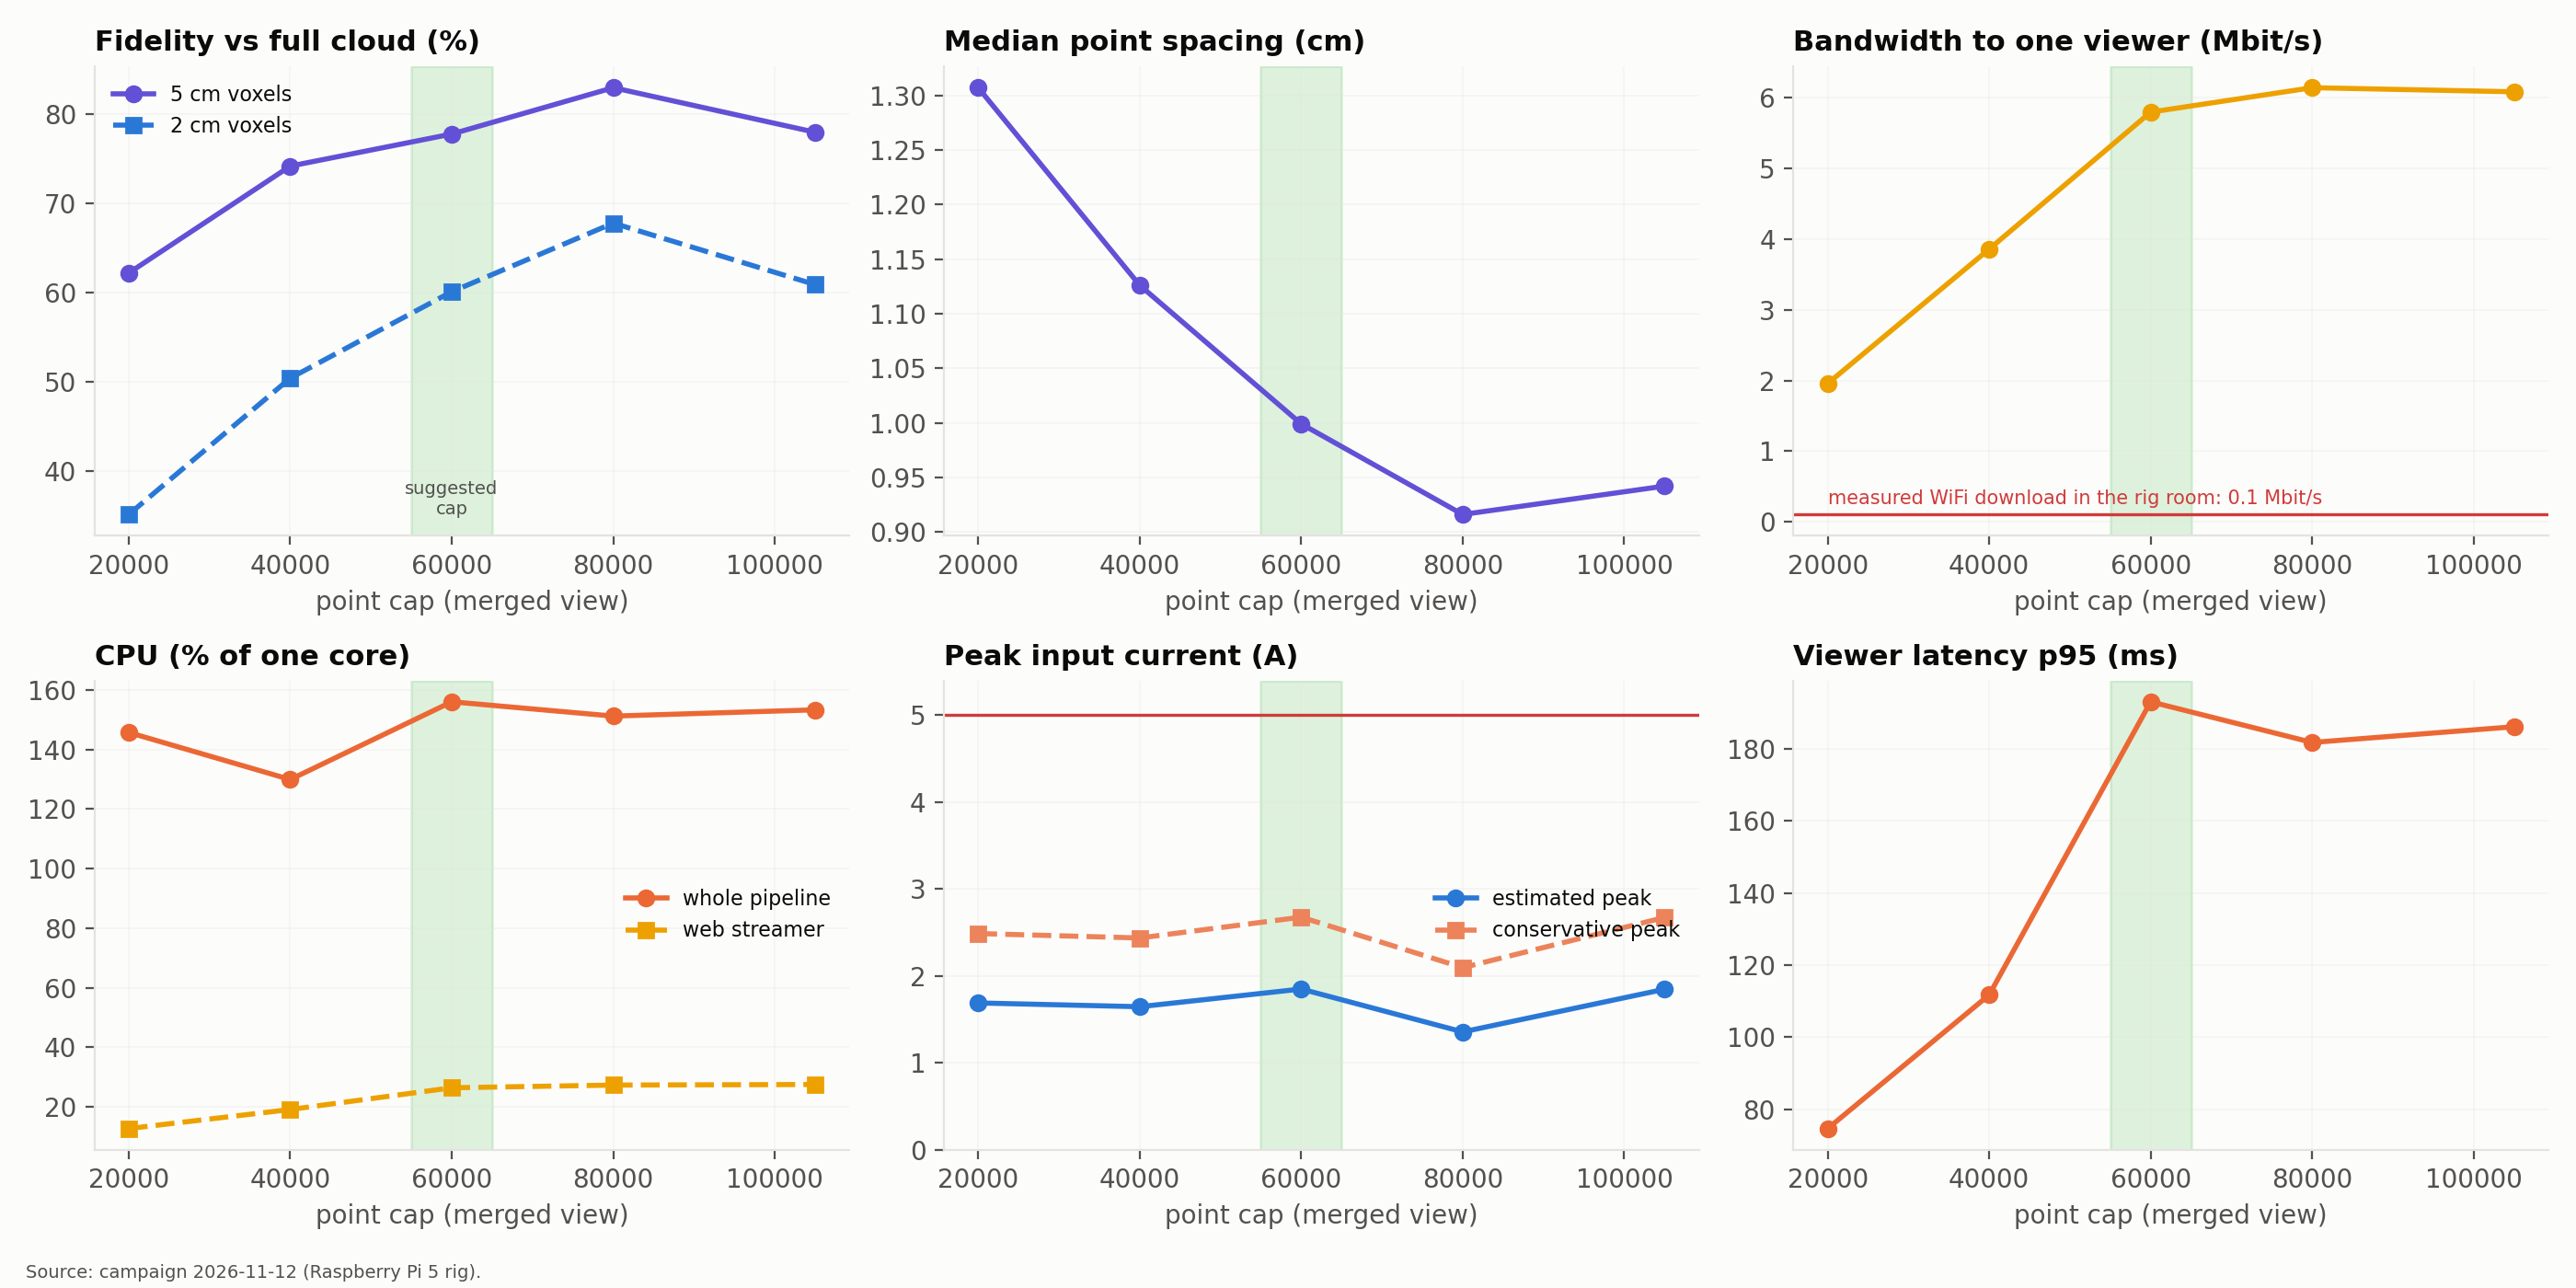 Fidelity vs full cloud (%)
5 cm voxels
2 cm voxels
80
70
60
50
40
suggested
cap
20000 40000 60000 80000 100000
point cap (merged view)
Median point spacing (cm)
1.30
1.25
1.20
1.15
1.10
1.05
1.00
0.95
0.90
20000 40000 60000 80000 100000
point cap (merged view)
Bandwidth to one viewer (Mbit/s)
6
5
4
3
2
1
0
measured WiFi download in the rig room: 0.1 Mbit/s
20000 40000 60000 80000 100000
point cap (merged view)
CPU (% of one core)
160
140
120
100
80
60
40
20
whole pipeline
web streamer
20000 40000 60000 80000 100000
point cap (merged view)
Peak input current (A)
5
4
3
2
1
0
estimated peak
conservative peak
20000 40000 60000 80000 100000
point cap (merged view)
Viewer latency p95 (ms)
180
160
140
120
100
80
20000 40000 60000 80000 100000
point cap (merged view)
Source: campaign 2026-11-12 (Raspberry Pi 5 rig).